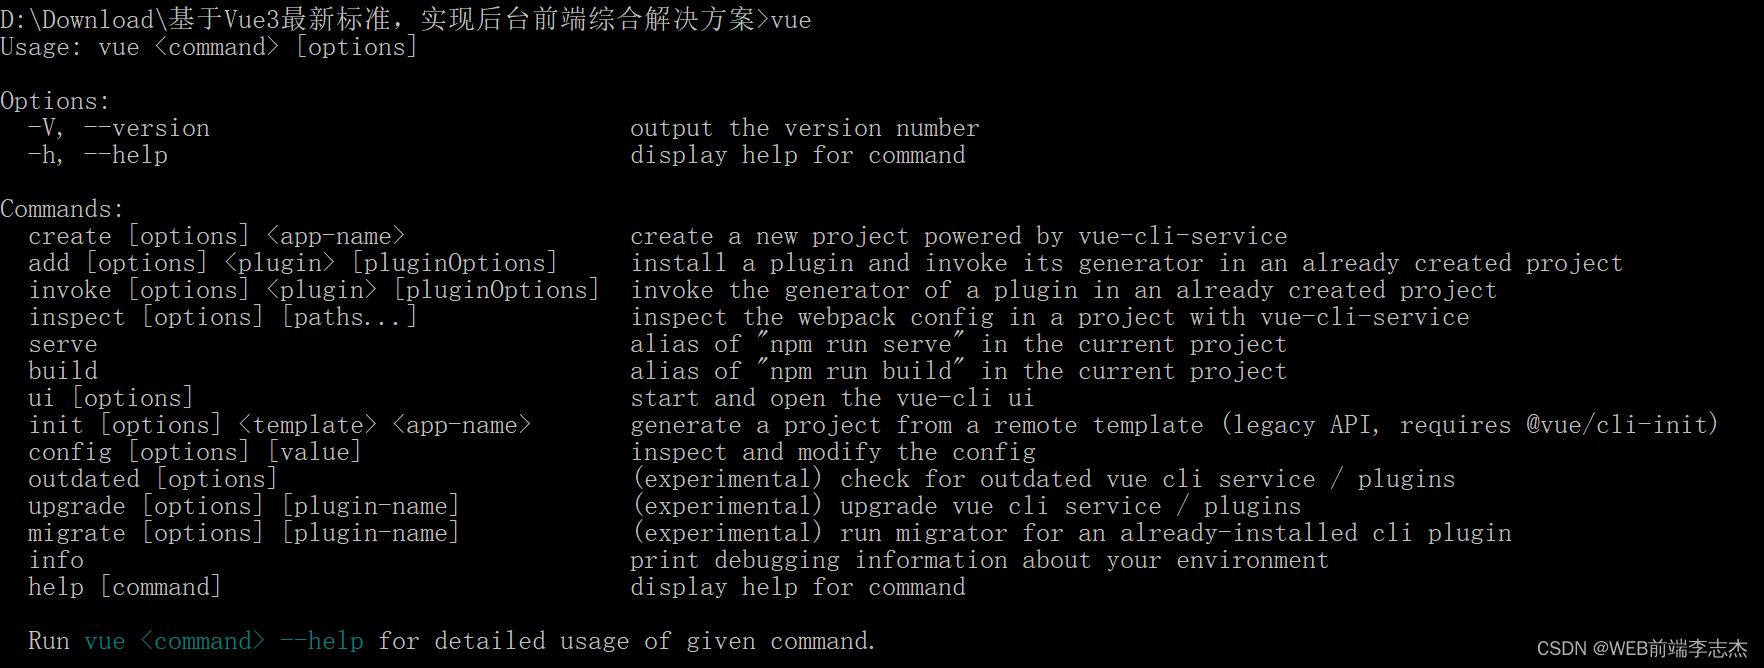 D:\Download\基于Vue3最新标准，实现后台前端综合解决方案>vue
Usage: vue <command> [options]
Options:
-V, --version output the version number
-h, --help display help for command
Commands:
create [options] <app-name> create a new project powered by vue-cli-service
add [options] <plugin> [pluginOptions] install a plugin and invoke its generator in an already created project
invoke [options] <plugin> [pluginOptions] invoke the generator of a plugin in an already created project
inspect [options] [paths...] inspect the webpack config in a project with vue-cli-service
serve alias of "npm run serve" in the current project
build alias of "npm run build" in the current project
ui [options] start and open the vue-cli ui
init [options] <template> <app-name> generate a project from a remote template (legacy API, requires @vue/cli-init)
config [options] [value] inspect and modify the config
outdated [options] (experimental) check for outdated vue cli service / plugins
upgrade [options] [plugin-name] (experimental) upgrade vue cli service / plugins
migrate [options] [plugin-name] (experimental) run migrator for an already-installed cli plugin
info print debugging information about your environment
help [command] display help for command
Run vue <command> --help for detailed usage of given command.
CSDN @WEB前端李志杰